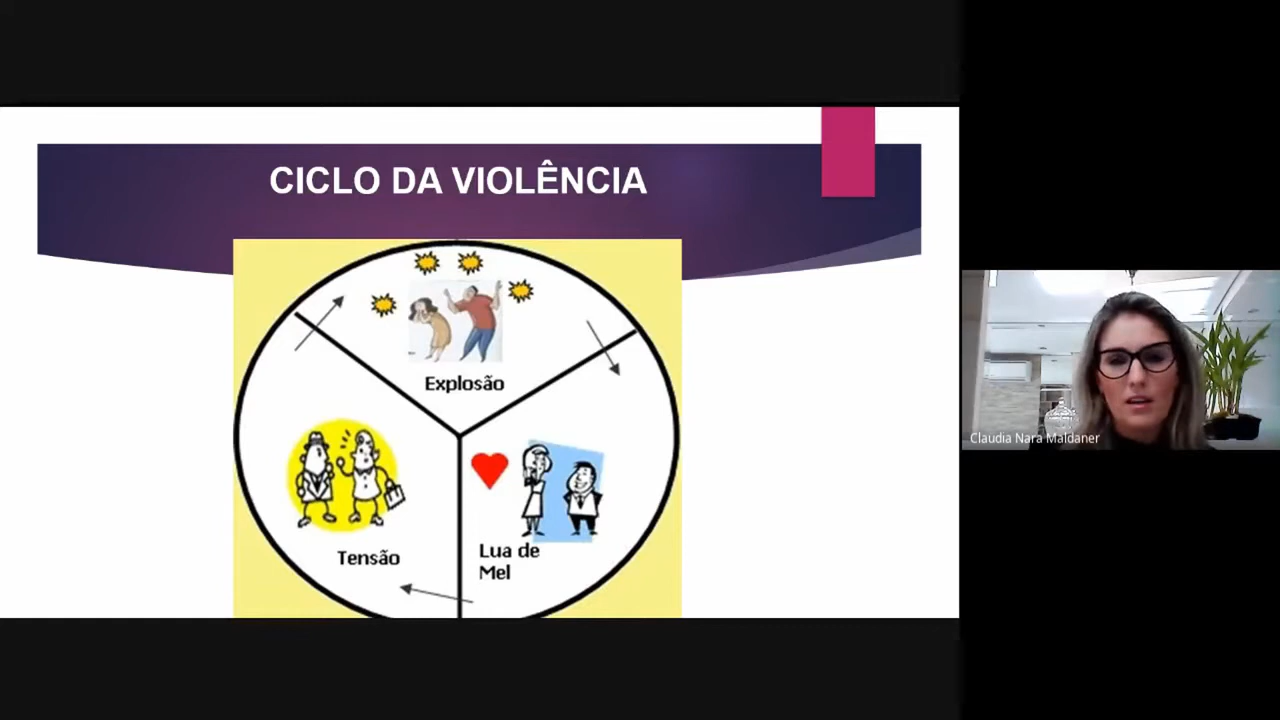 CICLO DA VIOLÊNCIA
Explosão
Tensão
Lua de
Mel
Claudia Nara Maldaner